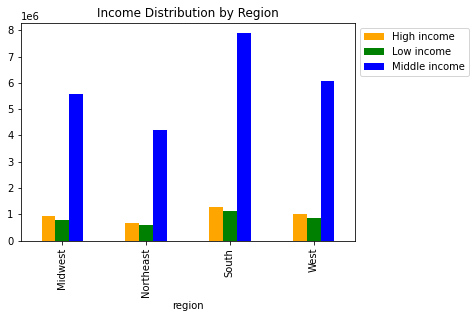 Income Distribution by Region
1e6
8
7
6
5
4
3
2
1
0
High income
Low income
Middle income
Midwest
Northeast
South
West
region